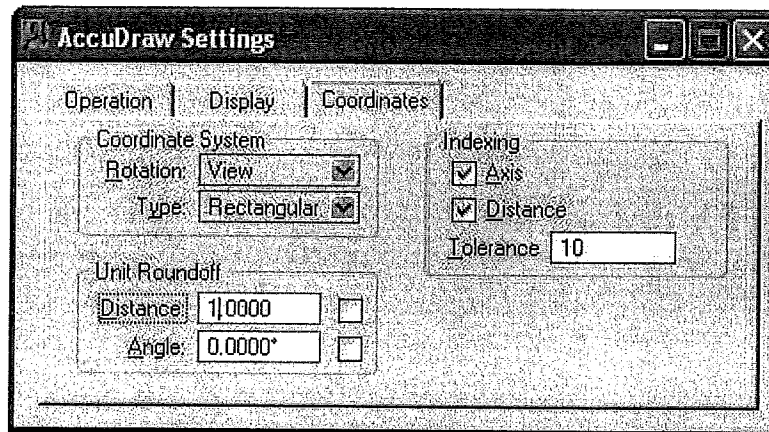 AccuDraw Settings
Operation Display Coordinates
Coordinate System
Rotation: View
Type: Rectangular
Unit Roundoff
Distance: 1.0000
Angle: 0.0000°
Indexing
Axis
Distance
Tolerance 10